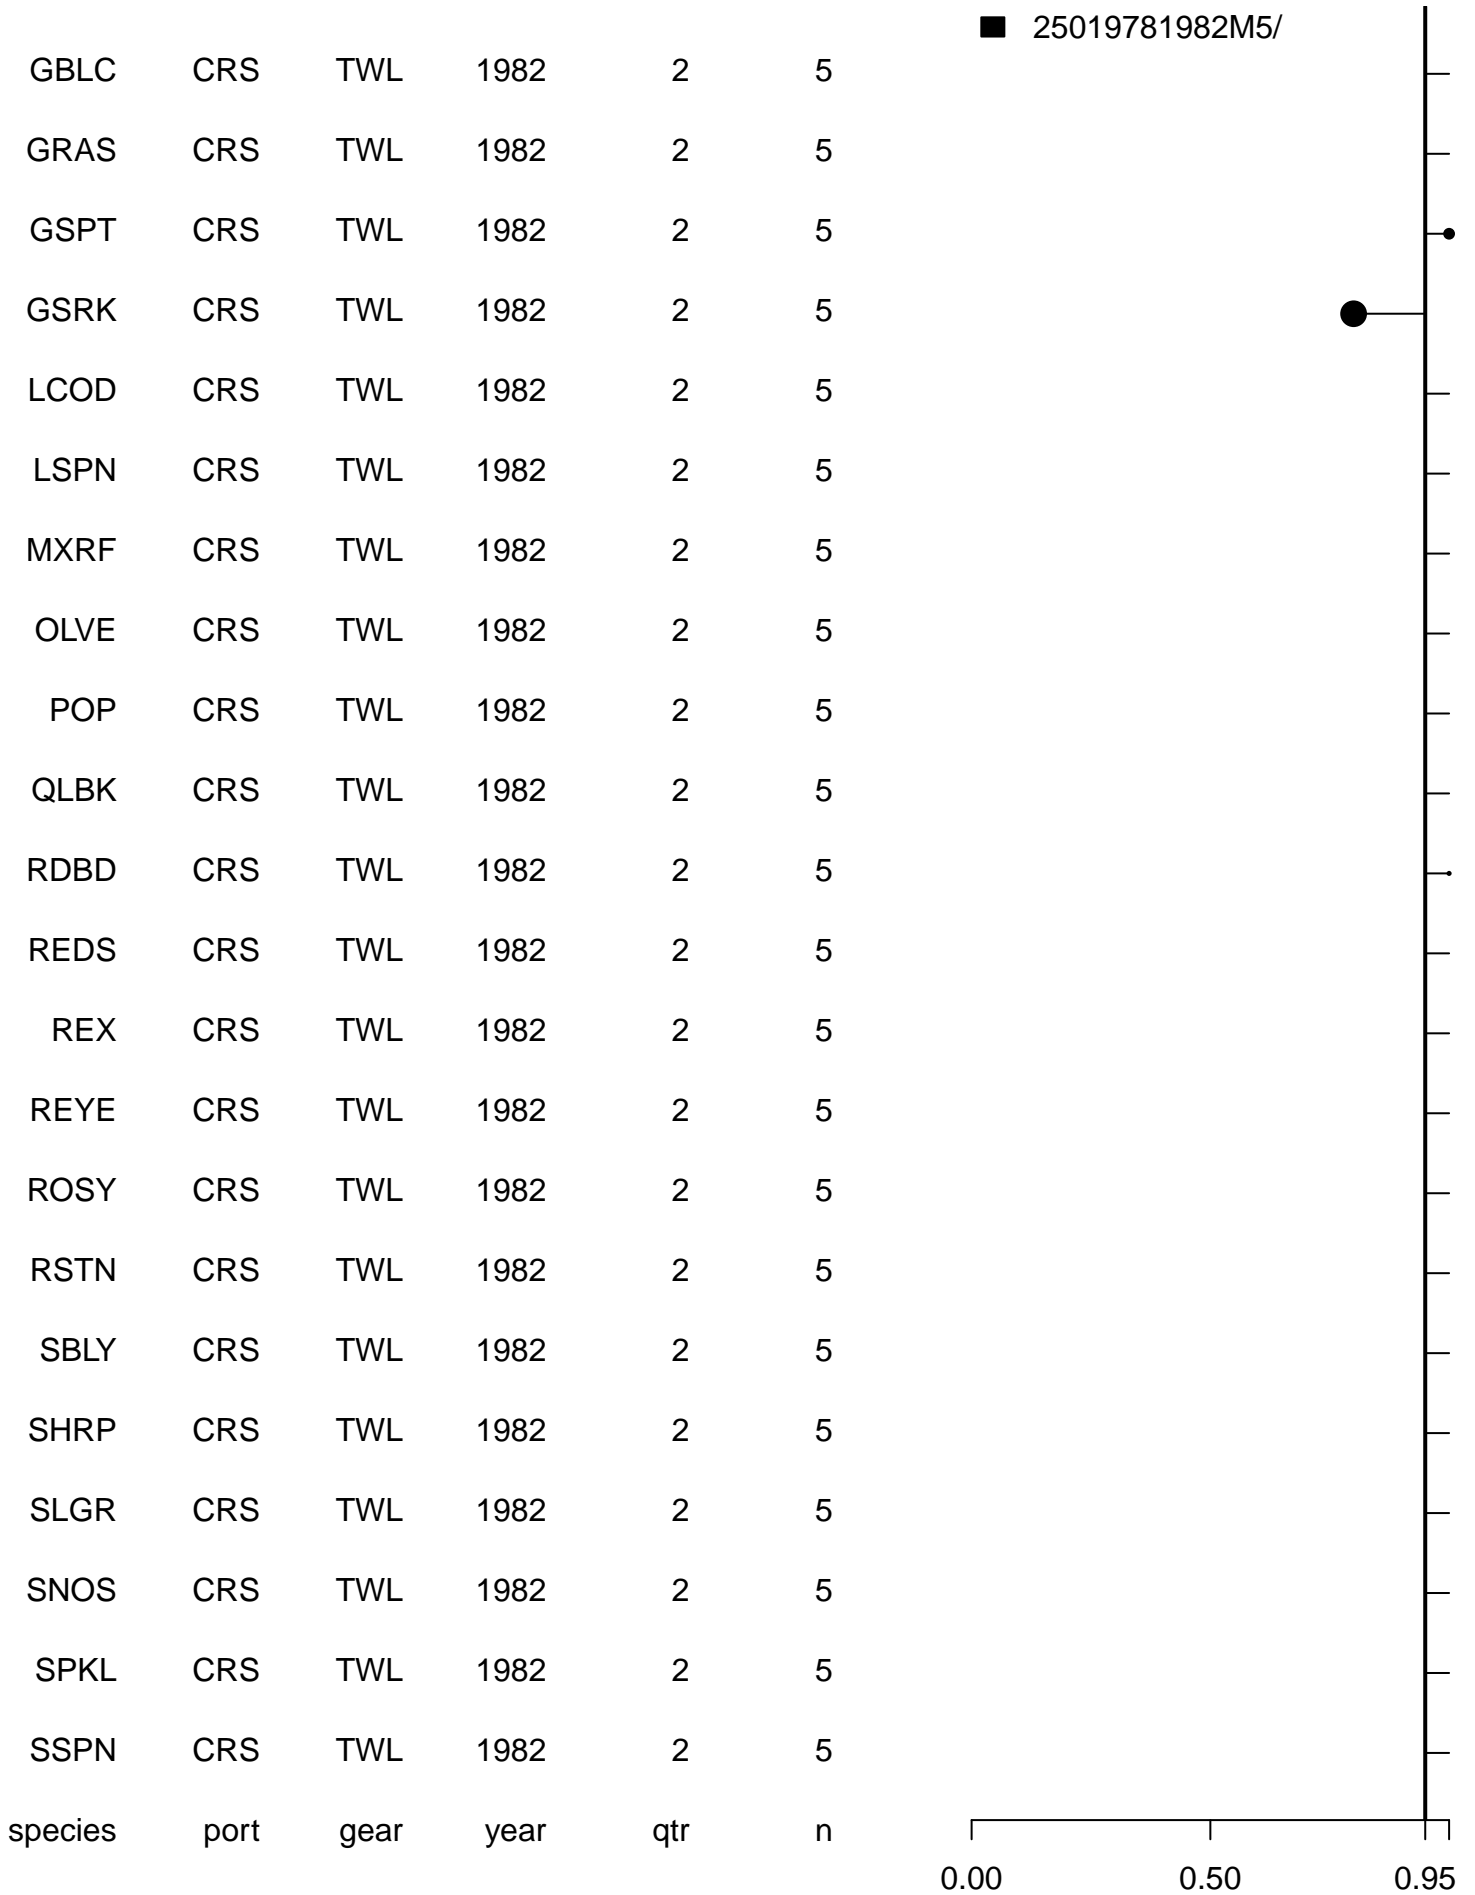 25019781982M5/
GBLC CRS TWL 1982 2 5
GRAS CRS TWL 1982 2 5
GSPT CRS TWL 1982 2 5
GSRK CRS TWL 1982 2 5
LCOD CRS TWL 1982 2 5
LSPN CRS TWL 1982 2 5
MXRF CRS TWL 1982 2 5
OLVE CRS TWL 1982 2 5
POP CRS TWL 1982 2 5
QLBK CRS TWL 1982 2 5
RDBD CRS TWL 1982 2 5
REDS CRS TWL 1982 2 5
REX CRS TWL 1982 2 5
REYE CRS TWL 1982 2 5
ROSY CRS TWL 1982 2 5
RSTN CRS TWL 1982 2 5
SBLY CRS TWL 1982 2 5
SHRP CRS TWL 1982 2 5
SLGR CRS TWL 1982 2 5
SNOS CRS TWL 1982 2 5
SPKL CRS TWL 1982 2 5
SSPN CRS TWL 1982 2 5
species port gear year qtr n
0.00 0.50 0.95